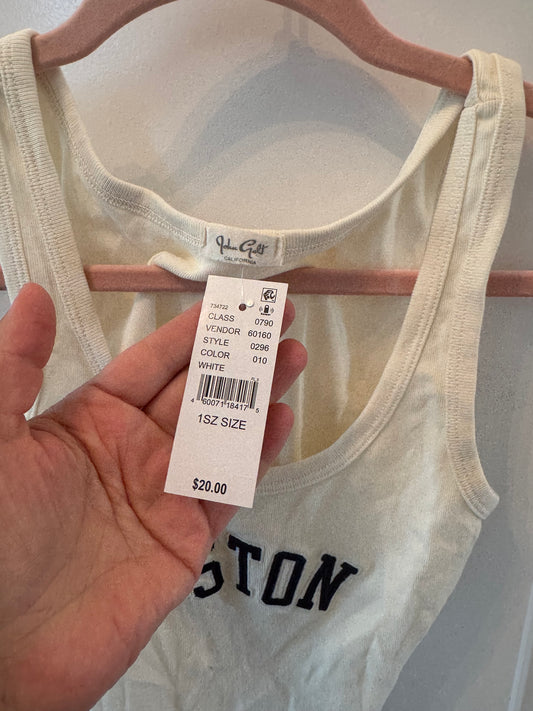 John Galt
CALIFORNIA
734722
CLASS 0790
VENDOR 60160
STYLE 0296
COLOR 010
WHITE
4 60071 18417 5
1SZ SIZE
$20.00
STON